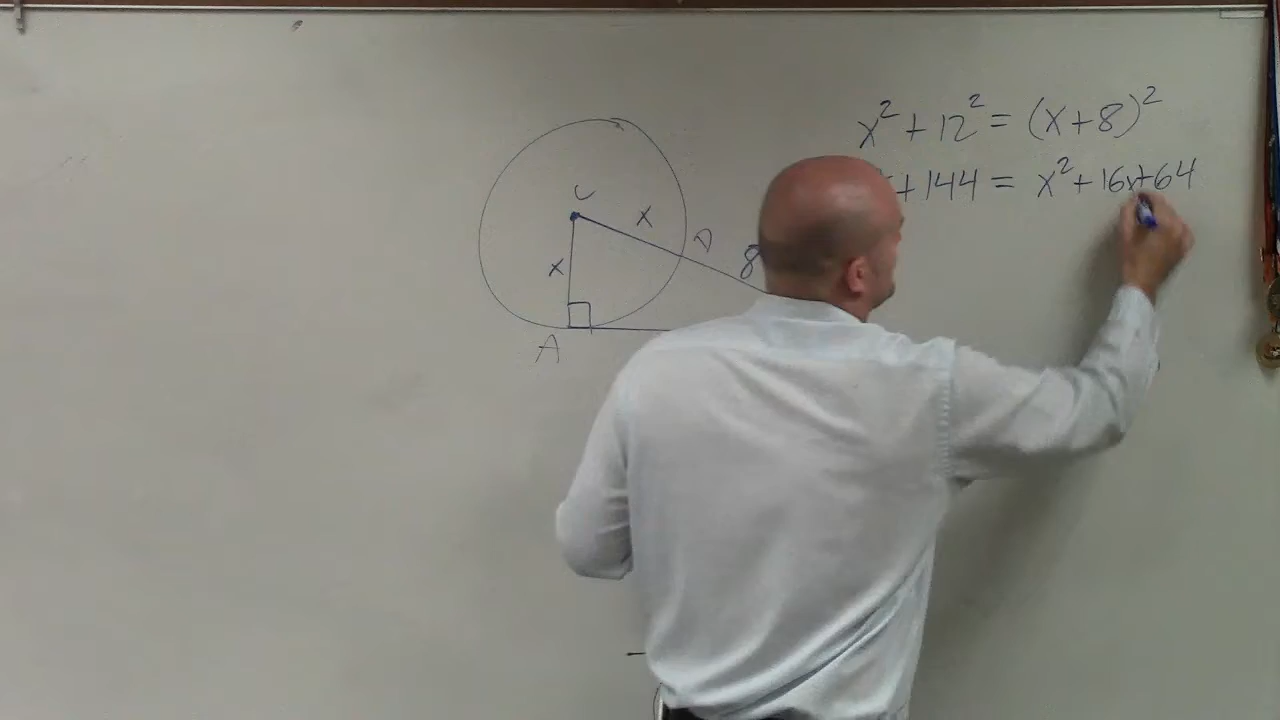 x² + 12² = (x+8)²
+ 144 = x² + 16x + 64
C
x
D
x
8
A